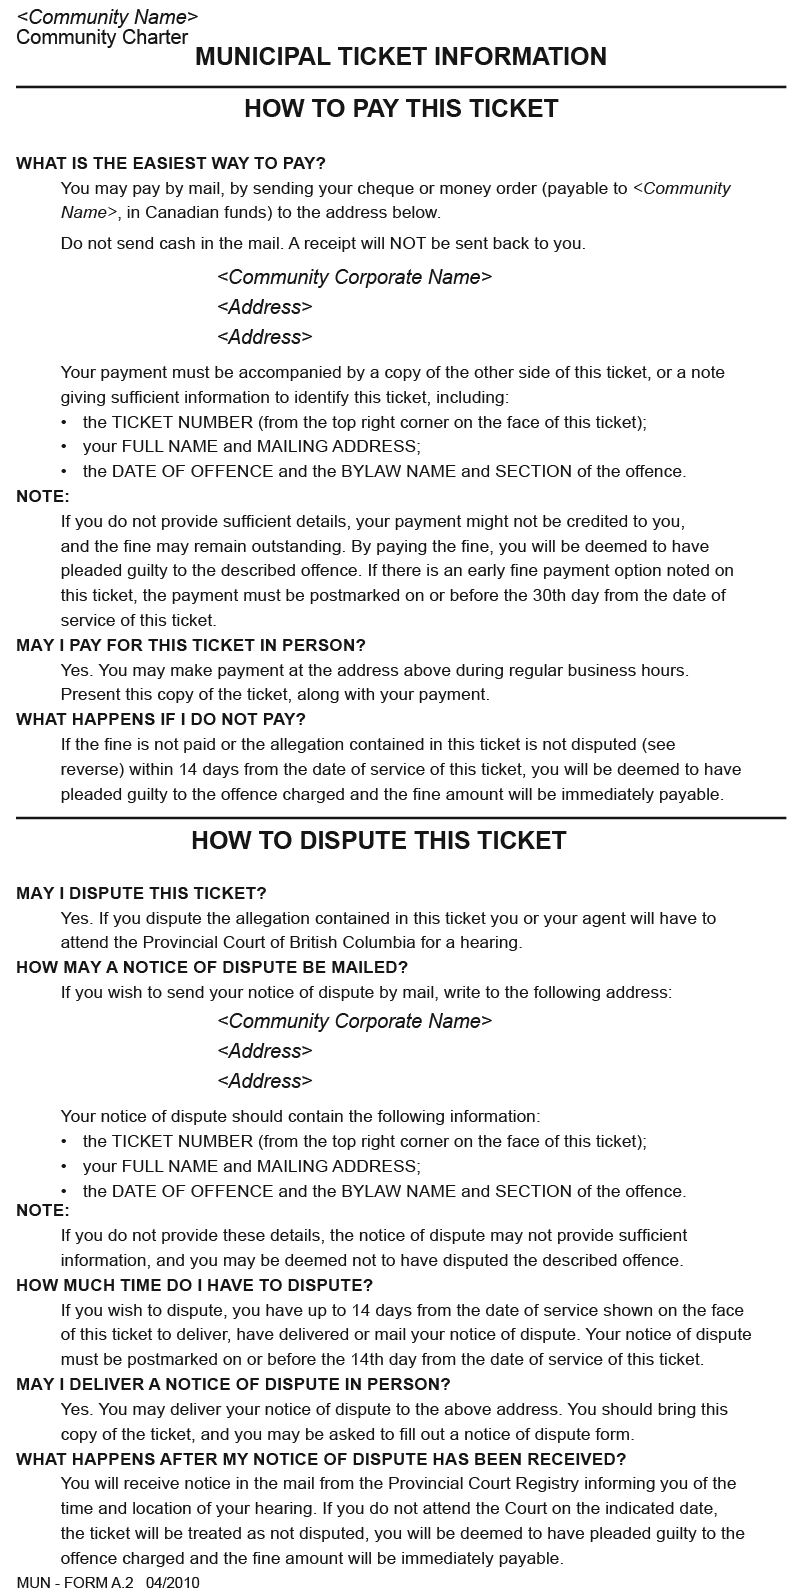 <Community Name>
Community Charter
MUNICIPAL TICKET INFORMATION
HOW TO PAY THIS TICKET
WHAT IS THE EASIEST WAY TO PAY?
You may pay by mail, by sending your cheque or money order (payable to <Community
Name>, in Canadian funds) to the address below.
Do not send cash in the mail. A receipt will NOT be sent back to you.
<Community Corporate Name>
<Address>
<Address>
Your payment must be accompanied by a copy of the other side of this ticket, or a note
giving sufficient information to identify this ticket, including:
• the TICKET NUMBER (from the top right corner on the face of this ticket);
• your FULL NAME and MAILING ADDRESS;
• the DATE OF OFFENCE and the BYLAW NAME and SECTION of the offence.
NOTE:
If you do not provide sufficient details, your payment might not be credited to you,
and the fine may remain outstanding. By paying the fine, you will be deemed to have
pleaded guilty to the described offence. If there is an early fine payment option noted on
this ticket, the payment must be postmarked on or before the 30th day from the date of
service of this ticket.
MAY I PAY FOR THIS TICKET IN PERSON?
Yes. You may make payment at the address above during regular business hours.
Present this copy of the ticket, along with your payment.
WHAT HAPPENS IF I DO NOT PAY?
If the fine is not paid or the allegation contained in this ticket is not disputed (see
reverse) within 14 days from the date of service of this ticket, you will be deemed to have
pleaded guilty to the offence charged and the fine amount will be immediately payable.
HOW TO DISPUTE THIS TICKET
MAY I DISPUTE THIS TICKET?
Yes. If you dispute the allegation contained in this ticket you or your agent will have to
attend the Provincial Court of British Columbia for a hearing.
HOW MAY A NOTICE OF DISPUTE BE MAILED?
If you wish to send your notice of dispute by mail, write to the following address:
<Community Corporate Name>
<Address>
<Address>
Your notice of dispute should contain the following information:
• the TICKET NUMBER (from the top right corner on the face of this ticket);
• your FULL NAME and MAILING ADDRESS;
• the DATE OF OFFENCE and the BYLAW NAME and SECTION of the offence.
NOTE:
If you do not provide these details, the notice of dispute may not provide sufficient
information, and you may be deemed not to have disputed the described offence.
HOW MUCH TIME DO I HAVE TO DISPUTE?
If you wish to dispute, you have up to 14 days from the date of service shown on the face
of this ticket to deliver, have delivered or mail your notice of dispute. Your notice of dispute
must be postmarked on or before the 14th day from the date of service of this ticket.
MAY I DELIVER A NOTICE OF DISPUTE IN PERSON?
Yes. You may deliver your notice of dispute to the above address. You should bring this
copy of the ticket, and you may be asked to fill out a notice of dispute form.
WHAT HAPPENS AFTER MY NOTICE OF DISPUTE HAS BEEN RECEIVED?
You will receive notice in the mail from the Provincial Court Registry informing you of the
time and location of your hearing. If you do not attend the Court on the indicated date,
the ticket will be treated as not disputed, you will be deemed to have pleaded guilty to the
offence charged and the fine amount will be immediately payable.
MUN - FORM A.2 04/2010